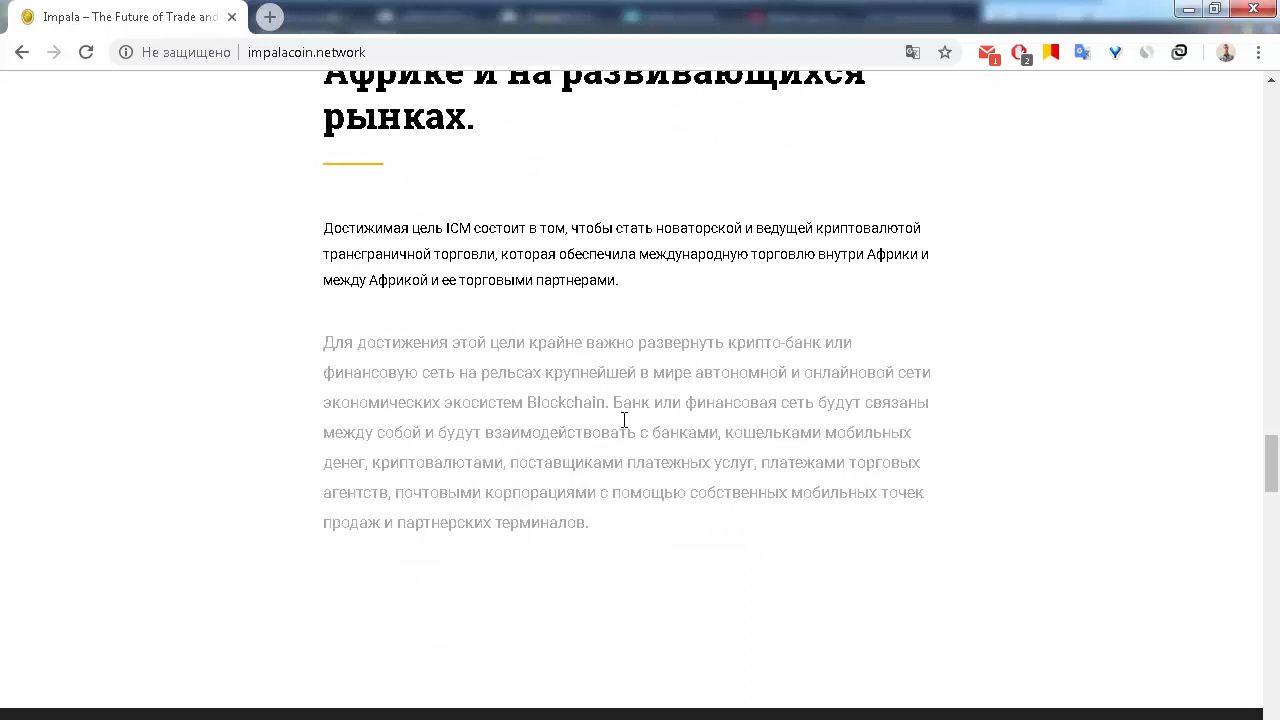 Impala – The Future of Trade and
Не защищено
impalacoin.network
1
2
Африке и на развивающихся
рынках.
Достижимая цель ICM состоит в том, чтобы стать новаторской и ведущей криптовалютой
трансграничной торговли, которая обеспечила международную торговлю внутри Африки и
между Африкой и ее торговыми партнерами.
Для достижения этой цели крайне важно развернуть крипто-банк или
финансовую сеть на рельсах крупнейшей в мире автономной и онлайновой сети
экономических экосистем Blockchain. Банк или финансовая сеть будут связаны
между собой и будут взаимодействовать с банками, кошельками мобильных
денег, криптовалютами, поставщиками платежных услуг, платежами торговых
агентств, почтовыми корпорациями с помощью собственных мобильных точек
продаж и партнерских терминалов.